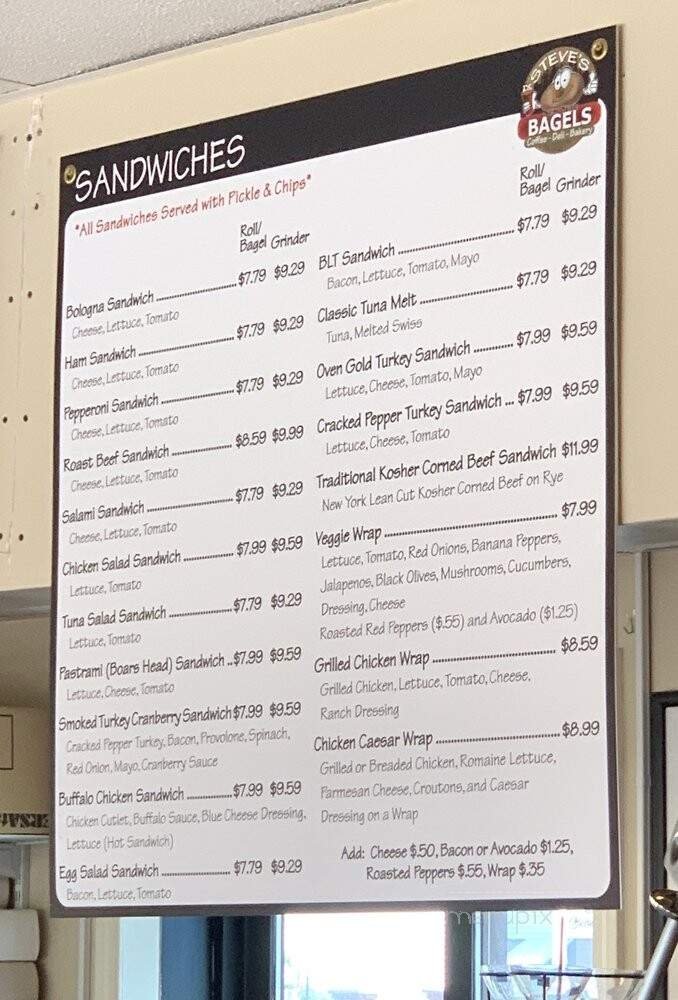 STEVE'S
BAGELS
Coffee - Deli - Bakery
SANDWICHES
*All Sandwiches Served with Pickle & Chips*
Roll/
Bagel Grinder
Bologna Sandwich ........ $7.79 $9.29
Cheese, Lettuce, Tomato
Ham Sandwich ........ $7.79 $9.29
Cheese, Lettuce, Tomato
Pepperoni Sandwich ........ $7.79 $9.29
Cheese, Lettuce, Tomato
Roast Beef Sandwich ........ $8.59 $9.99
Cheese, Lettuce, Tomato
Salami Sandwich ........ $7.79 $9.29
Cheese, Lettuce, Tomato
Chicken Salad Sandwich ........ $7.99 $9.59
Lettuce, Tomato
Tuna Salad Sandwich ........ $7.79 $9.29
Lettuce, Tomato
Pastrami (Boars Head) Sandwich ..$7.99 $9.59
Lettuce, Cheese, Tomato
Smoked Turkey Cranberry Sandwich $7.99 $9.59
Cracked Pepper Turkey, Bacon, Provolone, Spinach,
Red Onion, Mayo, Cranberry Sauce
Buffalo Chicken Sandwich ........ $7.99 $9.59
Chicken Cutlet, Buffalo Sauce, Blue Cheese Dressing,
Lettuce (Hot Sandwich)
Egg Salad Sandwich ........ $7.79 $9.29
Bacon, Lettuce, Tomato
Roll/
Bagel Grinder
BLT Sandwich ........ $7.79 $9.29
Bacon, Lettuce, Tomato, Mayo
Classic Tuna Melt ........ $7.79 $9.29
Tuna, Melted Swiss
Oven Gold Turkey Sandwich ........ $7.99 $9.59
Lettuce, Cheese, Tomato, Mayo
Cracked Pepper Turkey Sandwich ... $7.99 $9.59
Lettuce, Cheese, Tomato
Traditional Kosher Corned Beef Sandwich $11.99
New York Lean Cut Kosher Corned Beef on Rye
Veggie Wrap ........ $7.99
Lettuce, Tomato, Red Onions, Banana Peppers,
Jalapenos, Black Olives, Mushrooms, Cucumbers,
Dressing, Cheese
Roasted Red Peppers ($.55) and Avocado ($1.25)
Grilled Chicken Wrap ........ $8.59
Grilled Chicken, Lettuce, Tomato, Cheese,
Ranch Dressing
Chicken Caesar Wrap ........ $8.99
Grilled or Breaded Chicken, Romaine Lettuce,
Parmesan Cheese, Croutons, and Caesar
Dressing on a Wrap
Add: Cheese $.50, Bacon or Avocado $1.25,
Roasted Peppers $.55, Wrap $.35